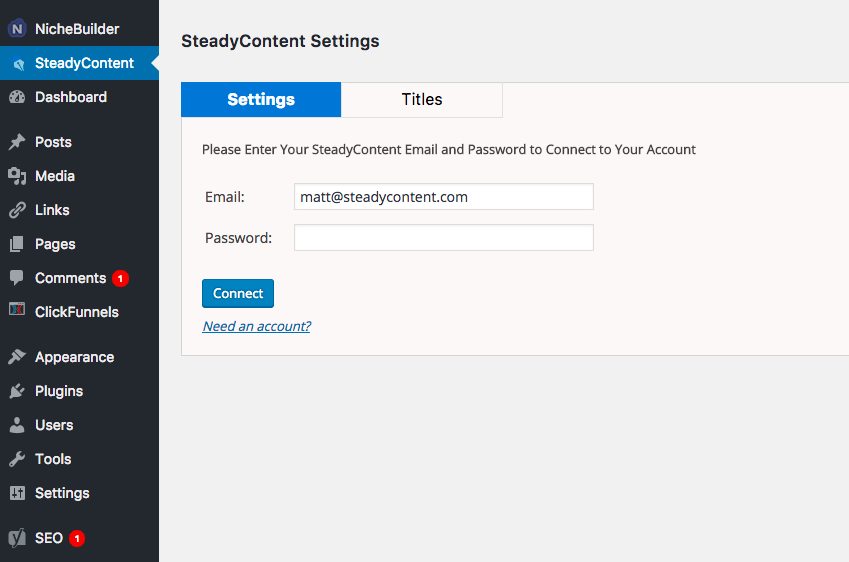 NicheBuilder
SteadyContent
Dashboard
Posts
Media
Links
Pages
Comments 1
ClickFunnels
Appearance
Plugins
Users
Tools
Settings
SEO 1
SteadyContent Settings
Settings Titles
Please Enter Your SteadyContent Email and Password to Connect to Your Account
Email: matt@steadycontent.com
Password:
Connect
Need an account?